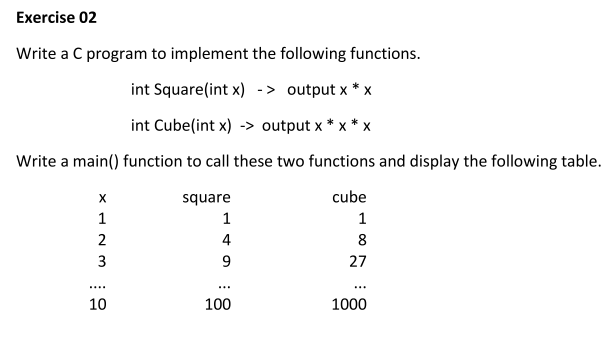 Exercise 02
Write a C program to implement the following functions.
int Square(int x) -> output x * x
int Cube(int x) -> output x * x * x
Write a main() function to call these two functions and display the following table.
x square cube
1 1 1
2 4 8
3 9 27
.... ... ...
10 100 1000